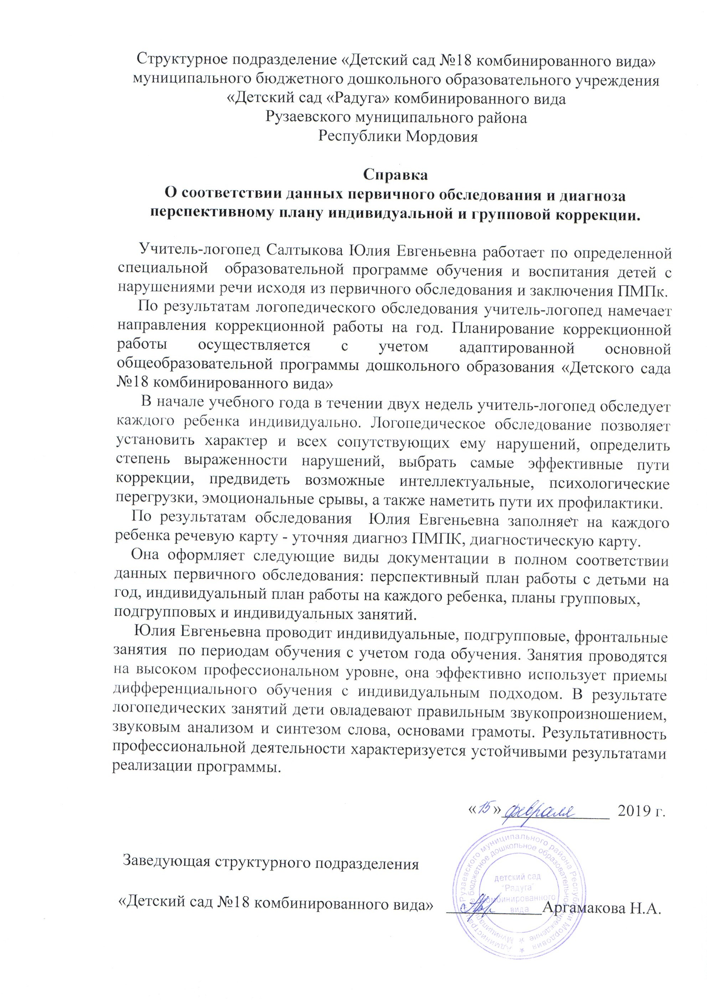 Структурное подразделение «Детский сад №18 комбинированного вида»
муниципального бюджетного дошкольного образовательного учреждения
«Детский сад «Радуга» комбинированного вида
Рузаевского муниципального района
Республики Мордовия
Справка
О соответствии данных первичного обследования и диагноза
перспективному плану индивидуальной и групповой коррекции.
Учитель-логопед Салтыкова Юлия Евгеньевна работает по определенной
специальной образовательной программе обучения и воспитания детей с
нарушениями речи исходя из первичного обследования и заключения ПМПк.
По результатам логопедического обследования учитель-логопед намечает
направления коррекционной работы на год. Планирование коррекционной
работы осуществляется с учетом адаптированной основной
общеобразовательной программы дошкольного образования «Детского сада
№18 комбинированного вида»
В начале учебного года в течении двух недель учитель-логопед обследует
каждого ребенка индивидуально. Логопедическое обследование позволяет
установить характер и всех сопутствующих ему нарушений, определить
степень выраженности нарушений, выбрать самые эффективные пути
коррекции, предвидеть возможные интеллектуальные, психологические
перегрузки, эмоциональные срывы, а также наметить пути их профилактики.
По результатам обследования Юлия Евгеньевна заполняет на каждого
ребенка речевую карту - уточняя диагноз ПМПК, диагностическую карту.
Она оформляет следующие виды документации в полном соответствии
данных первичного обследования: перспективный план работы с детьми на
год, индивидуальный план работы на каждого ребенка, планы групповых,
подгрупповых и индивидуальных занятий.
Юлия Евгеньевна проводит индивидуальные, подгрупповые, фронтальные
занятия по периодам обучения с учетом года обучения. Занятия проводятся
на высоком профессиональном уровне, она эффективно использует приемы
дифференциального обучения с индивидуальным подходом. В результате
логопедических занятий дети овладевают правильным звукопроизношением,
звуковым анализом и синтезом слова, основами грамоты. Результативность
профессиональной деятельности характеризуется устойчивыми результатами
реализации программы.
«15» февраля 2019 г.
Заведующая структурного подразделения
«Детский сад №18 комбинированного вида» Аргамакова Н.А.
Администрация Рузаевского муниципального района Республики Мордовия
Муниципальное бюджетное дошкольное образовательное учреждение
детский сад
"Радуга"
комбинированного
вида